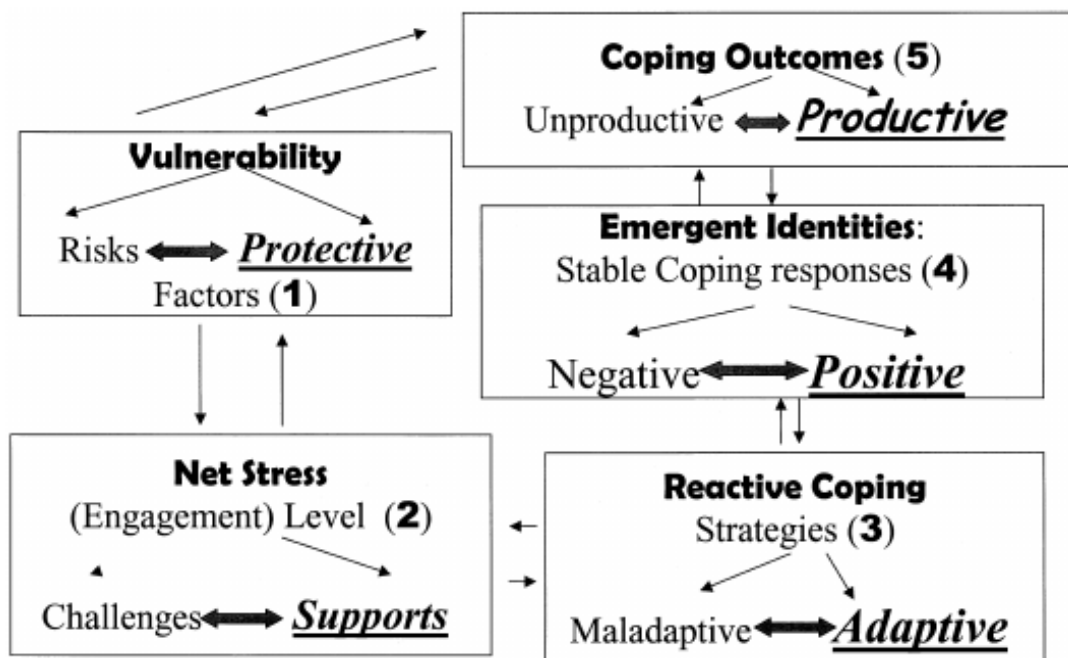 Coping Outcomes (5)
Unproductive Productive
Vulnerability
Risks Protective
Factors (1)
Emergent Identities:
Stable Coping responses (4)
Negative Positive
Net Stress
(Engagement) Level (2)
Challenges Supports
Reactive Coping
Strategies (3)
Maladaptive Adaptive